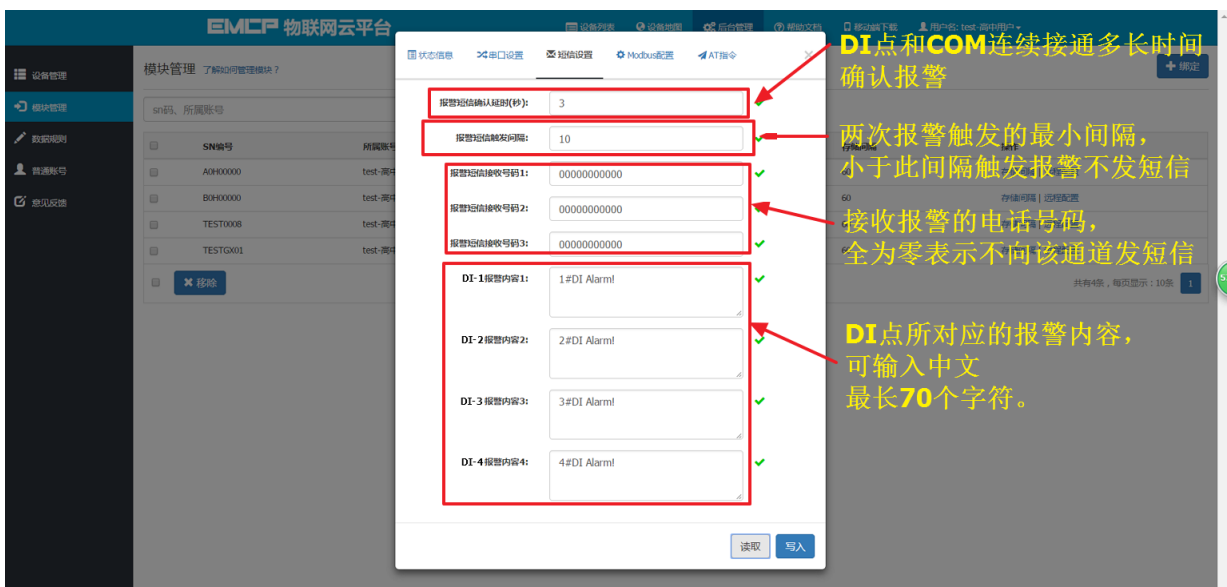 EMCP 物联网云平台
设备列表 设备地图 后台管理 帮助文档 移动端下载 用户名: test-高中用户
状态信息 串口设置 短信设置 Modbus配置 AT指令 ×
DI点和COM连续接通多长时间
确认报警
设备管理
模块管理
数据规则
普通账号
意见反馈
模块管理 了解如何管理模块？
绑定
sn码、所属账号
SN编号 所属账号
A0H00000 test-高中
B0H00000 test-高中
TEST0008 test-高中
TESTGX01 test-高中
移除
报警短信确认延时(秒): 3
报警短信触发间隔: 10
报警短信接收号码1: 00000000000
报警短信接收号码2: 00000000000
报警短信接收号码3: 00000000000
DI-1报警内容1: 1#DI Alarm!
DI-2报警内容2: 2#DI Alarm!
DI-3报警内容3: 3#DI Alarm!
DI-4报警内容4: 4#DI Alarm!
读取 写入
两次报警触发的最小间隔，
小于此间隔触发报警不发短信
60 存储间隔 | 远程配置
接收报警的电话号码，
全为零表示不向该通道发短信
共有4条，每页显示：10条 1
DI点所对应的报警内容，
可输入中文
最长70个字符。